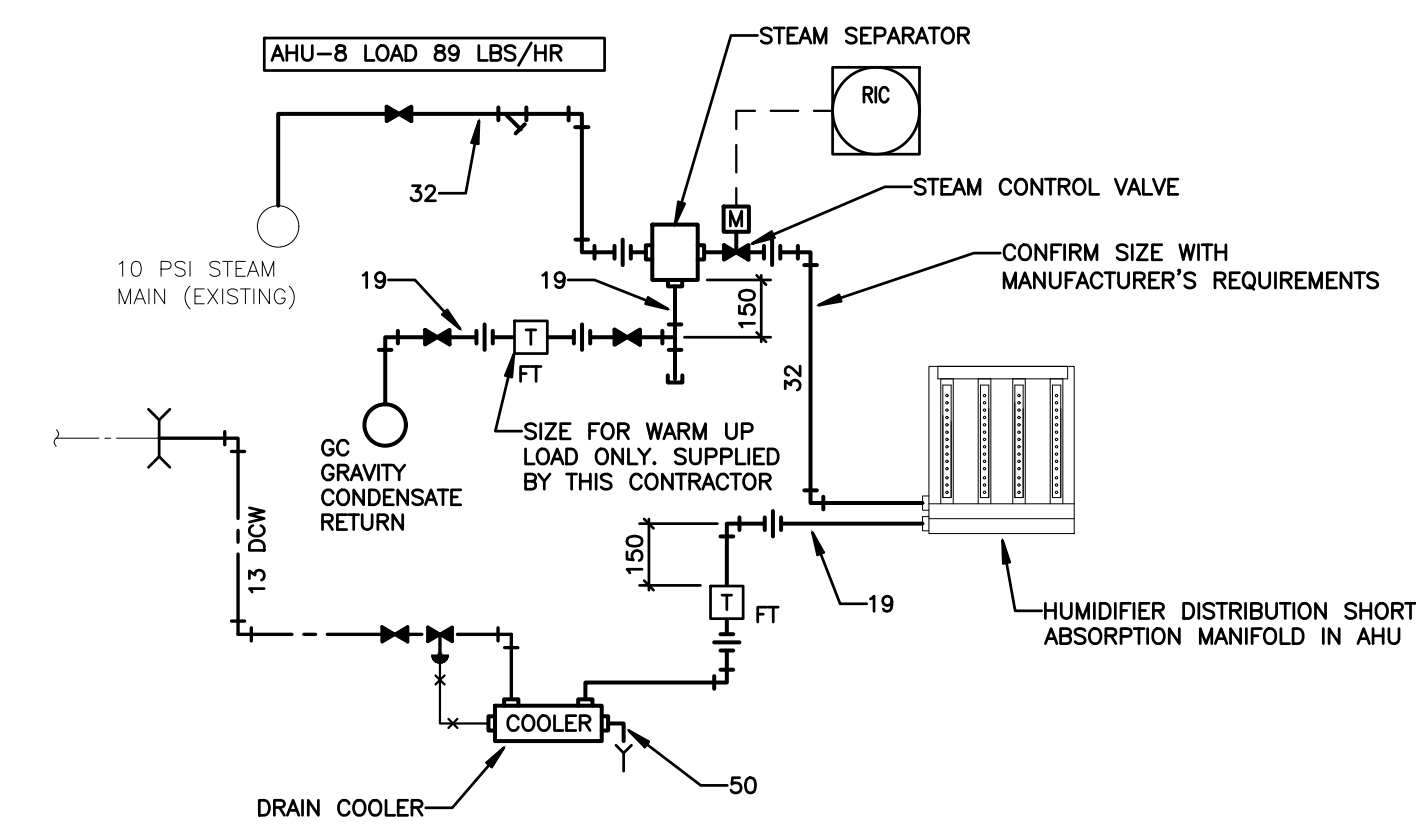 AHU-8 LOAD 89 LBS/HR
STEAM SEPARATOR
RIC
32
M
STEAM CONTROL VALVE
10 PSI STEAM
MAIN (EXISTING)
CONFIRM SIZE WITH
MANUFACTURER'S REQUIREMENTS
19
19
150
T
FT
32
SIZE FOR WARM UP
LOAD ONLY. SUPPLIED
BY THIS CONTRACTOR
GC
GRAVITY
CONDENSATE
RETURN
13 DCW
150
T
FT
19
HUMIDIFIER DISTRIBUTION SHORT
ABSORPTION MANIFOLD IN AHU
COOLER
50
DRAIN COOLER